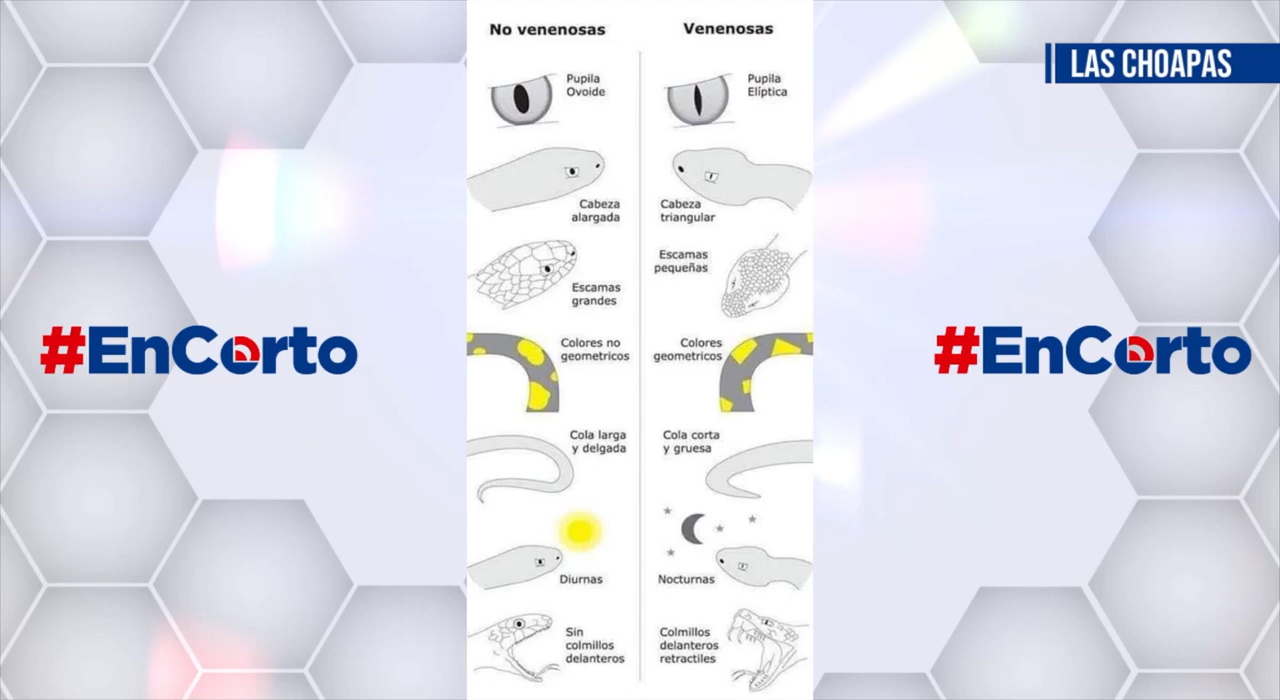 No venenosas
Venenosas
LAS CHOAPAS
Pupila
Ovoide
Pupila
Elíptica
Cabeza
alargada
Cabeza
triangular
Escamas
grandes
Escamas
pequeñas
#EnCorto
#EnCorto
Colores no
geometricos
Colores
geometricos
Cola larga
y delgada
Cola corta
y gruesa
Diurnas
Nocturnas
Sin
colmillos
delanteros
Colmillos
delanteros
retractiles